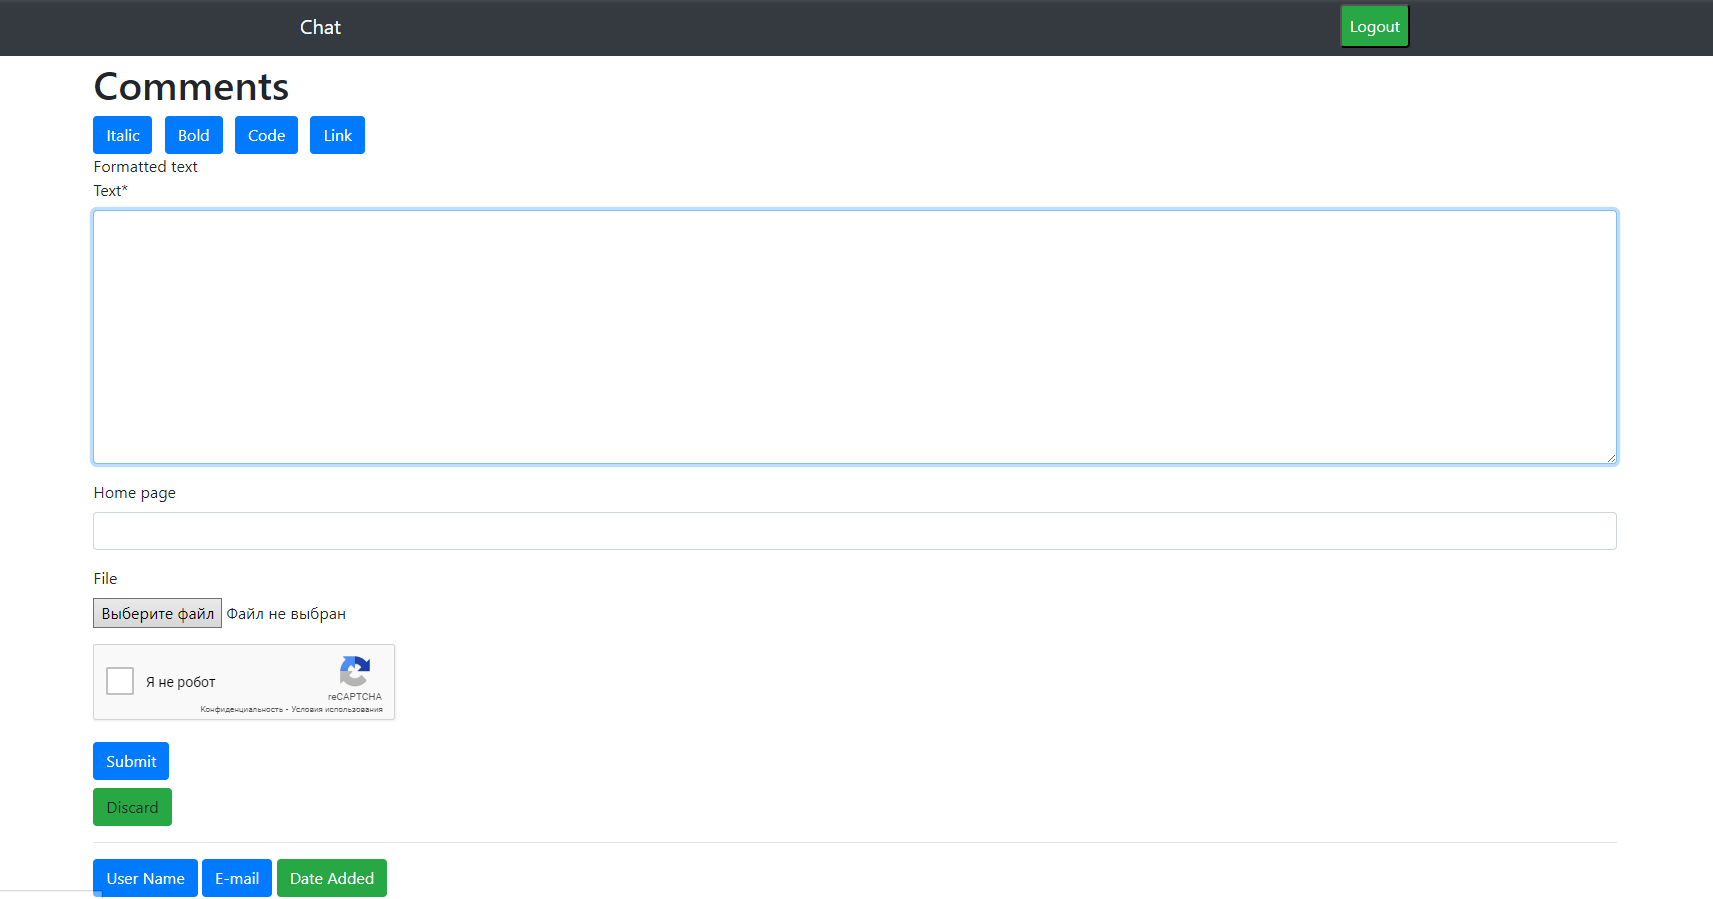 Chat Logout
Comments
Italic Bold Code Link
Formatted text
Text*
Home page
File
Выберите файл Файл не выбран
Я не робот
reCAPTCHA
Конфиденциальность - Условия использования
Submit
Discard
User Name E-mail Date Added